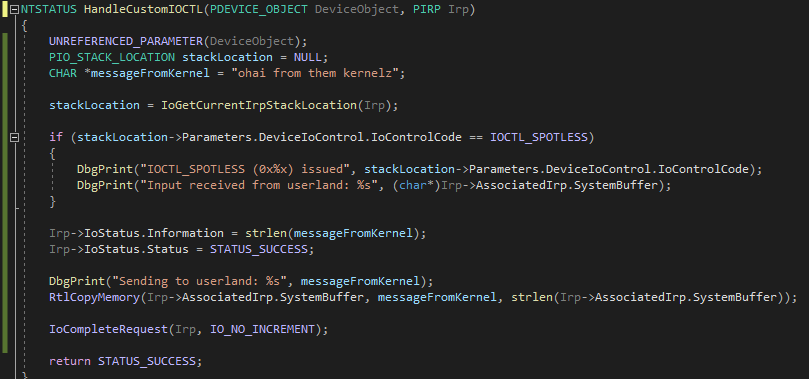 NTSTATUS HandleCustomIOCTL(PDEVICE_OBJECT DeviceObject, PIRP Irp)
{
UNREFERENCED_PARAMETER(DeviceObject);
PIO_STACK_LOCATION stackLocation = NULL;
CHAR *messageFromKernel = "ohai from them kernelz";
stackLocation = IoGetCurrentIrpStackLocation(Irp);
if (stackLocation->Parameters.DeviceIoControl.IoControlCode == IOCTL_SPOTLESS)
{
DbgPrint("IOCTL_SPOTLESS (0x%x) issued", stackLocation->Parameters.DeviceIoControl.IoControlCode);
DbgPrint("Input received from userland: %s", (char*)Irp->AssociatedIrp.SystemBuffer);
}
Irp->IoStatus.Information = strlen(messageFromKernel);
Irp->IoStatus.Status = STATUS_SUCCESS;
DbgPrint("Sending to userland: %s", messageFromKernel);
RtlCopyMemory(Irp->AssociatedIrp.SystemBuffer, messageFromKernel, strlen(Irp->AssociatedIrp.SystemBuffer));
IoCompleteRequest(Irp, IO_NO_INCREMENT);
return STATUS_SUCCESS;
}